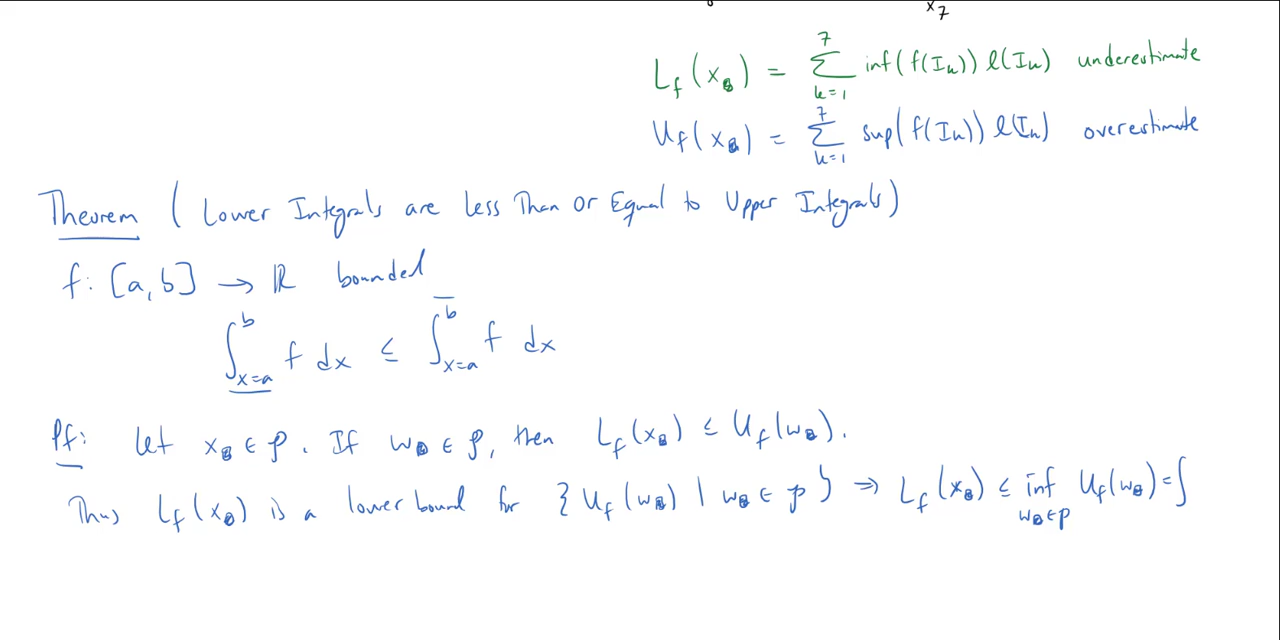 x₇
L_f(x_□) = ∑_{k=1}^{7} inf(f(I_k)) ℓ(I_k) underestimate
U_f(x_□) = ∑_{k=1}^{7} sup(f(I_k)) ℓ(I_k) overestimate
Theorem (Lower Integrals are Less Than or Equal to Upper Integrals)
f: [a,b] → ℝ bounded
∫_{x=a}^{b} f dx ≤ ∫_{x=a}^{b̅} f dx
Pf: Let x_□ ∈ P. If w_□ ∈ P, then L_f(x_□) ≤ U_f(w_□).
Thus L_f(x_□) is a lower bound for {U_f(w_□) | w_□ ∈ P} ⇒ L_f(x_□) ≤ inf_{w_□∈P} U_f(w_□) = ∫